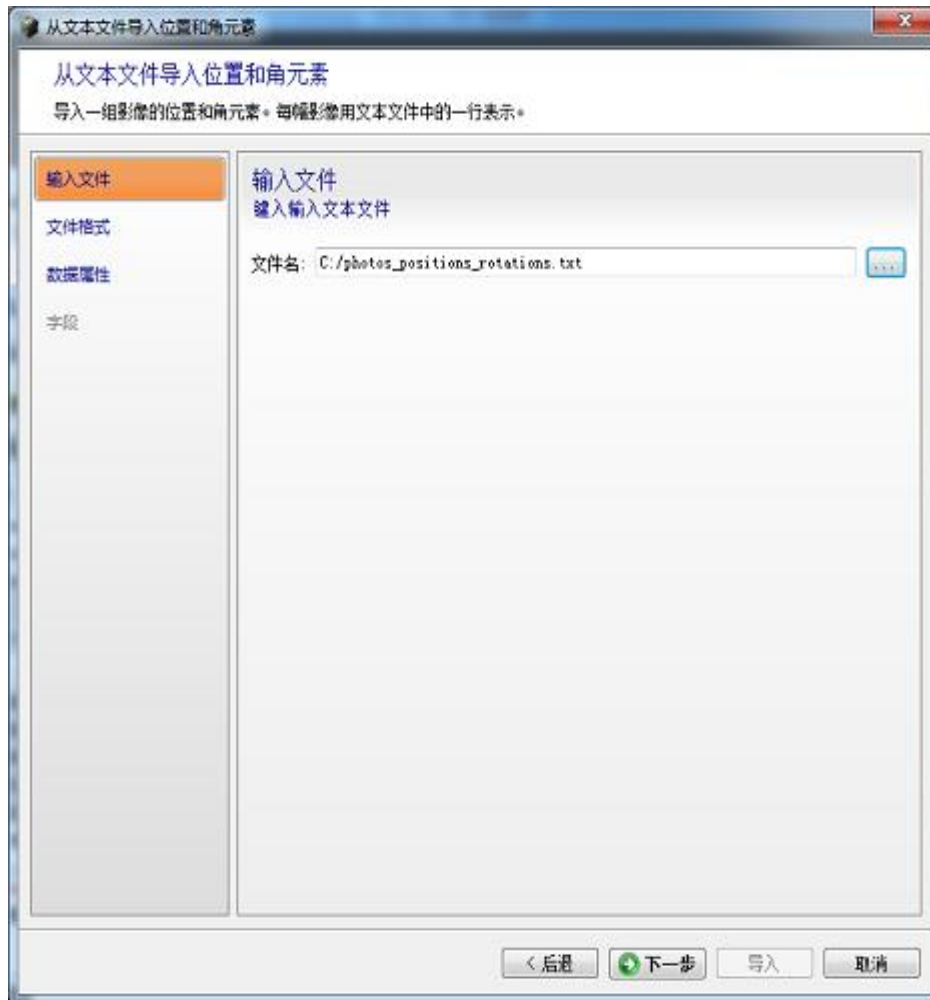 从文本文件导入位置和角元素
从文本文件导入位置和角元素
导入一组影像的位置和角元素。每幅影像用文本文件中的一行表示。
输入文件
文件格式
数据属性
字段
输入文件
键入输入文本文件
文件名: C:/photos_positions_rotations.txt ...
< 后退 下一步 导入 取消